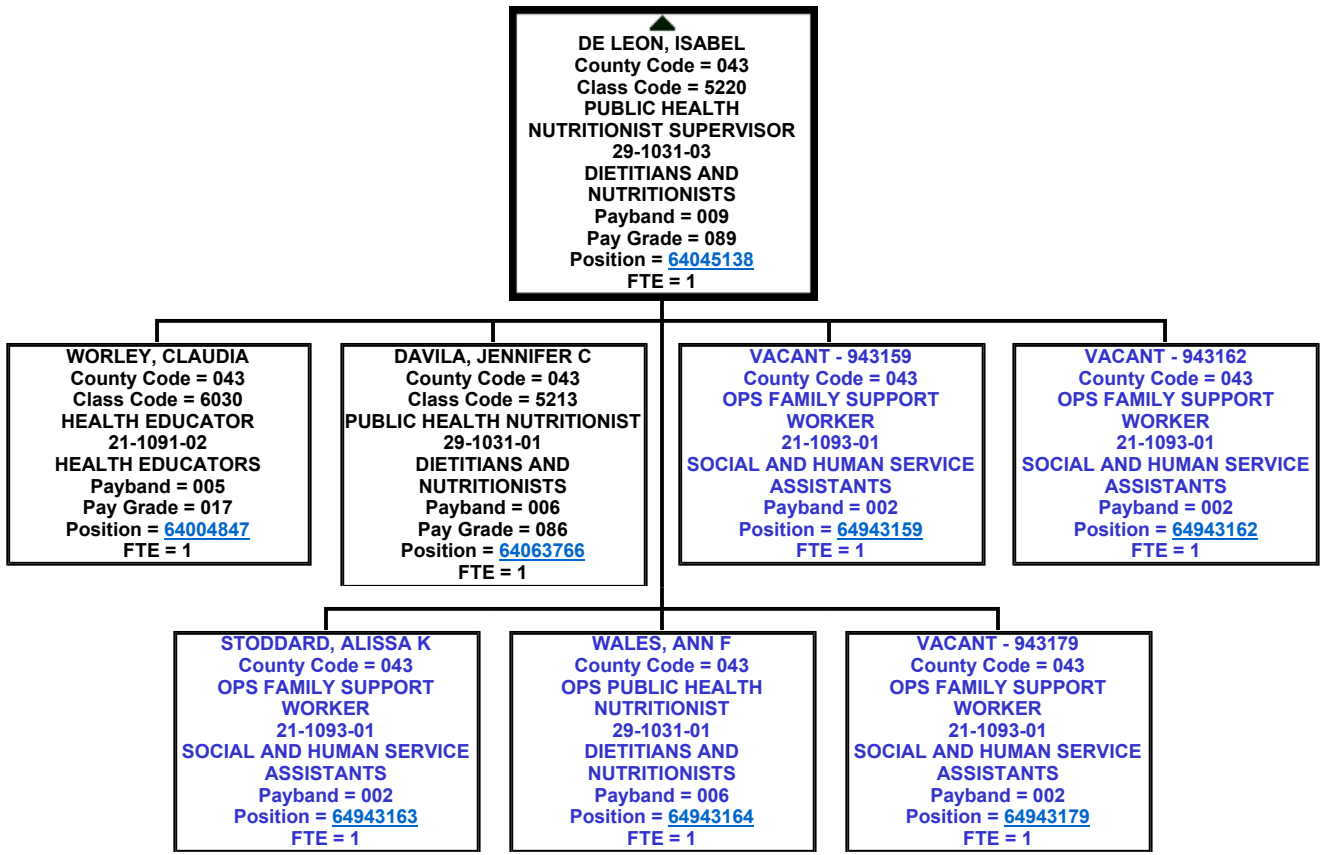 DE LEON, ISABEL
County Code = 043
Class Code = 5220
PUBLIC HEALTH
NUTRITIONIST SUPERVISOR
29-1031-03
DIETITIANS AND
NUTRITIONISTS
Payband = 009
Pay Grade = 089
Position = 64045138
FTE = 1
WORLEY, CLAUDIA
County Code = 043
Class Code = 6030
HEALTH EDUCATOR
21-1091-02
HEALTH EDUCATORS
Payband = 005
Pay Grade = 017
Position = 64004847
FTE = 1
DAVILA, JENNIFER C
County Code = 043
Class Code = 5213
PUBLIC HEALTH NUTRITIONIST
29-1031-01
DIETITIANS AND
NUTRITIONISTS
Payband = 006
Pay Grade = 086
Position = 64063766
FTE = 1
VACANT - 943159
County Code = 043
OPS FAMILY SUPPORT
WORKER
21-1093-01
SOCIAL AND HUMAN SERVICE
ASSISTANTS
Payband = 002
Position = 64943159
FTE = 1
VACANT - 943162
County Code = 043
OPS FAMILY SUPPORT
WORKER
21-1093-01
SOCIAL AND HUMAN SERVICE
ASSISTANTS
Payband = 002
Position = 64943162
FTE = 1
STODDARD, ALISSA K
County Code = 043
OPS FAMILY SUPPORT
WORKER
21-1093-01
SOCIAL AND HUMAN SERVICE
ASSISTANTS
Payband = 002
Position = 64943163
FTE = 1
WALES, ANN F
County Code = 043
OPS PUBLIC HEALTH
NUTRITIONIST
29-1031-01
DIETITIANS AND
NUTRITIONISTS
Payband = 006
Position = 64943164
FTE = 1
VACANT - 943179
County Code = 043
OPS FAMILY SUPPORT
WORKER
21-1093-01
SOCIAL AND HUMAN SERVICE
ASSISTANTS
Payband = 002
Position = 64943179
FTE = 1